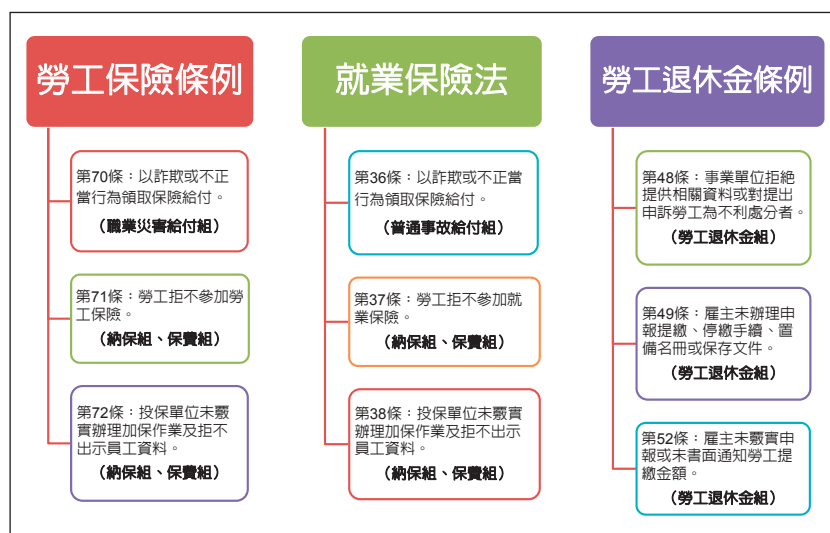 勞工保險條例
第70條：以詐欺或不正
當行為領取保險給付。
（職業災害給付組）
第71條：勞工拒不參加勞
工保險。
（納保組、保費組）
第72條：投保單位未覈
實辦理加保作業及拒不
出示員工資料。
（納保組、保費組）
就業保險法
第36條：以詐欺或不正當
行為領取保險給付。
（普通事故給付組）
第37條：勞工拒不參加就
業保險。
（納保組、保費組）
第38條：投保單位未覈實
辦理加保作業及拒不出示
員工資料。
（納保組、保費組）
勞工退休金條例
第48條：事業單位拒絕
提供相關資料或對提出
申訴勞工為不利處分者。
（勞工退休金組）
第49條：雇主未辦理申
報提繳、停繳手續、置
備名冊或保存文件。
（勞工退休金組）
第52條：雇主未覈實申
報或未書面通知勞工提
繳金額。
（勞工退休金組）